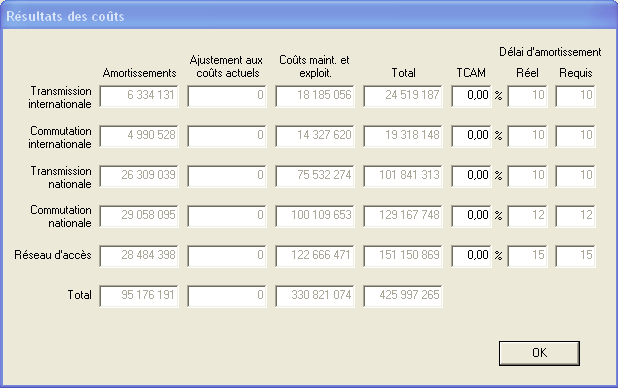 Résultats des coûts
Délai d'amortissement
Amortissements Ajustement aux coûts actuels Coûts maint. et exploit. Total TCAM Réel Requis
Transmission internationale 6 334 131 0 18 185 056 24 519 187 0,00 % 10 10
Commutation internationale 4 990 528 0 14 327 620 19 318 148 0,00 % 10 10
Transmission nationale 26 309 039 0 75 532 274 101 841 313 0,00 % 10 10
Commutation nationale 29 058 095 0 100 109 653 129 167 748 0,00 % 12 12
Réseau d'accès 28 484 398 0 122 666 471 151 150 869 0,00 % 15 15
Total 95 176 191 0 330 821 074 425 997 265
OK